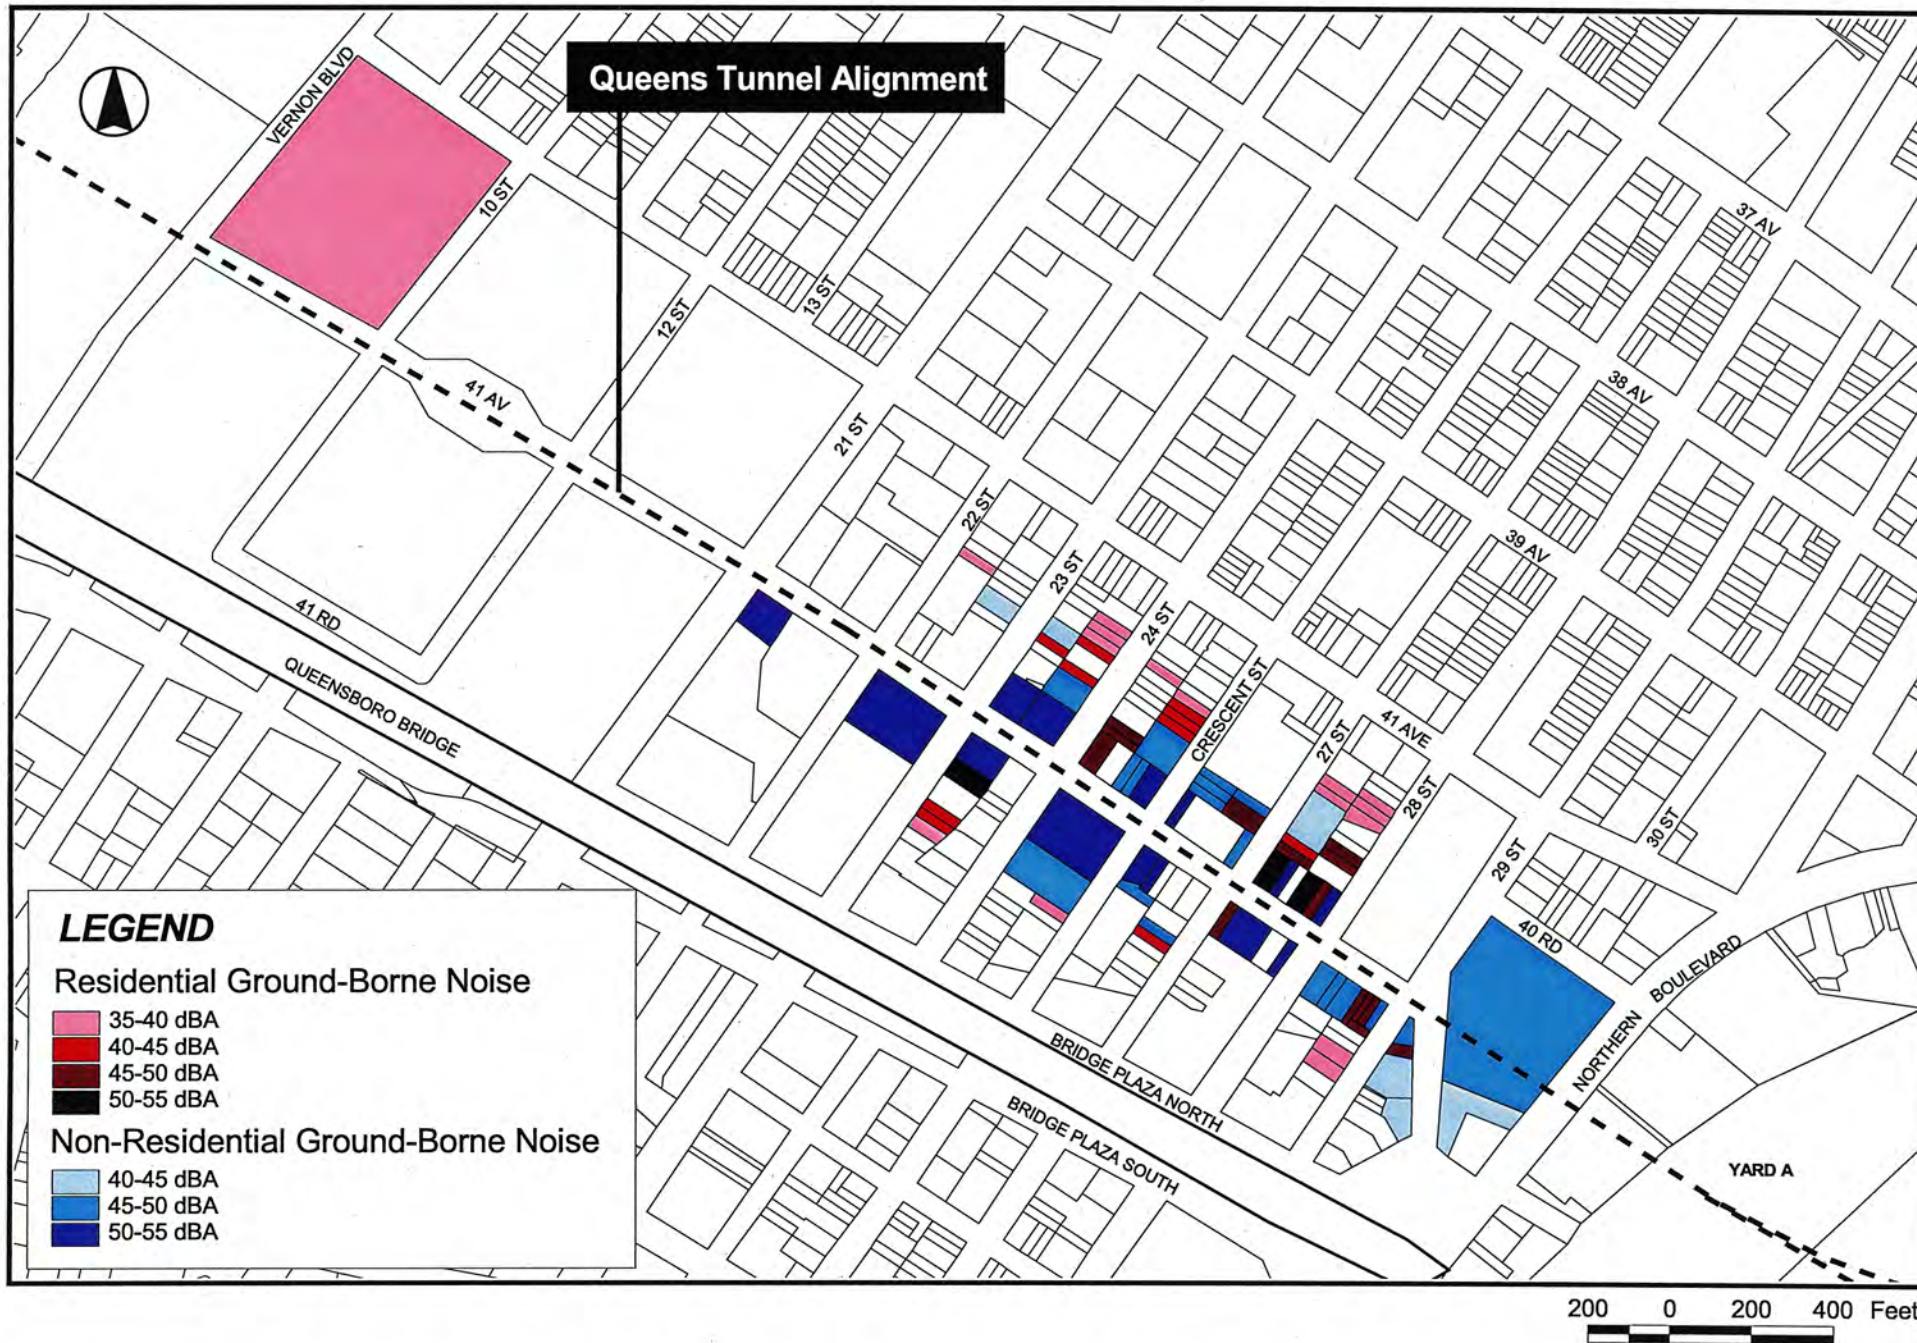 Queens Tunnel Alignment
VERNON BLVD
10 ST
37 AV
12 ST
13 ST
41 AV
38 AV
21 ST
22 ST
39 AV
23 ST
24 ST
41 RD
QUEENSBORO BRIDGE
CRESCENT ST
27 ST
41 AVE
28 ST
29 ST
30 ST
40 RD
NORTHERN BOULEVARD
BRIDGE PLAZA NORTH
BRIDGE PLAZA SOUTH
YARD A
LEGEND
Residential Ground-Borne Noise
35-40 dBA
40-45 dBA
45-50 dBA
50-55 dBA
Non-Residential Ground-Borne Noise
40-45 dBA
45-50 dBA
50-55 dBA
200 0 200 400 Feet